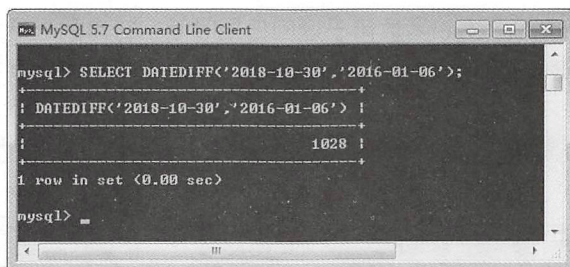 MySQL 5.7 Command Line Client
mysql> SELECT DATEDIFF('2018-10-30','2016-01-06');
+-------------------------------------+
| DATEDIFF('2018-10-30','2016-01-06') |
+-------------------------------------+
|                                1028 |
+-------------------------------------+
1 row in set (0.00 sec)
mysql>